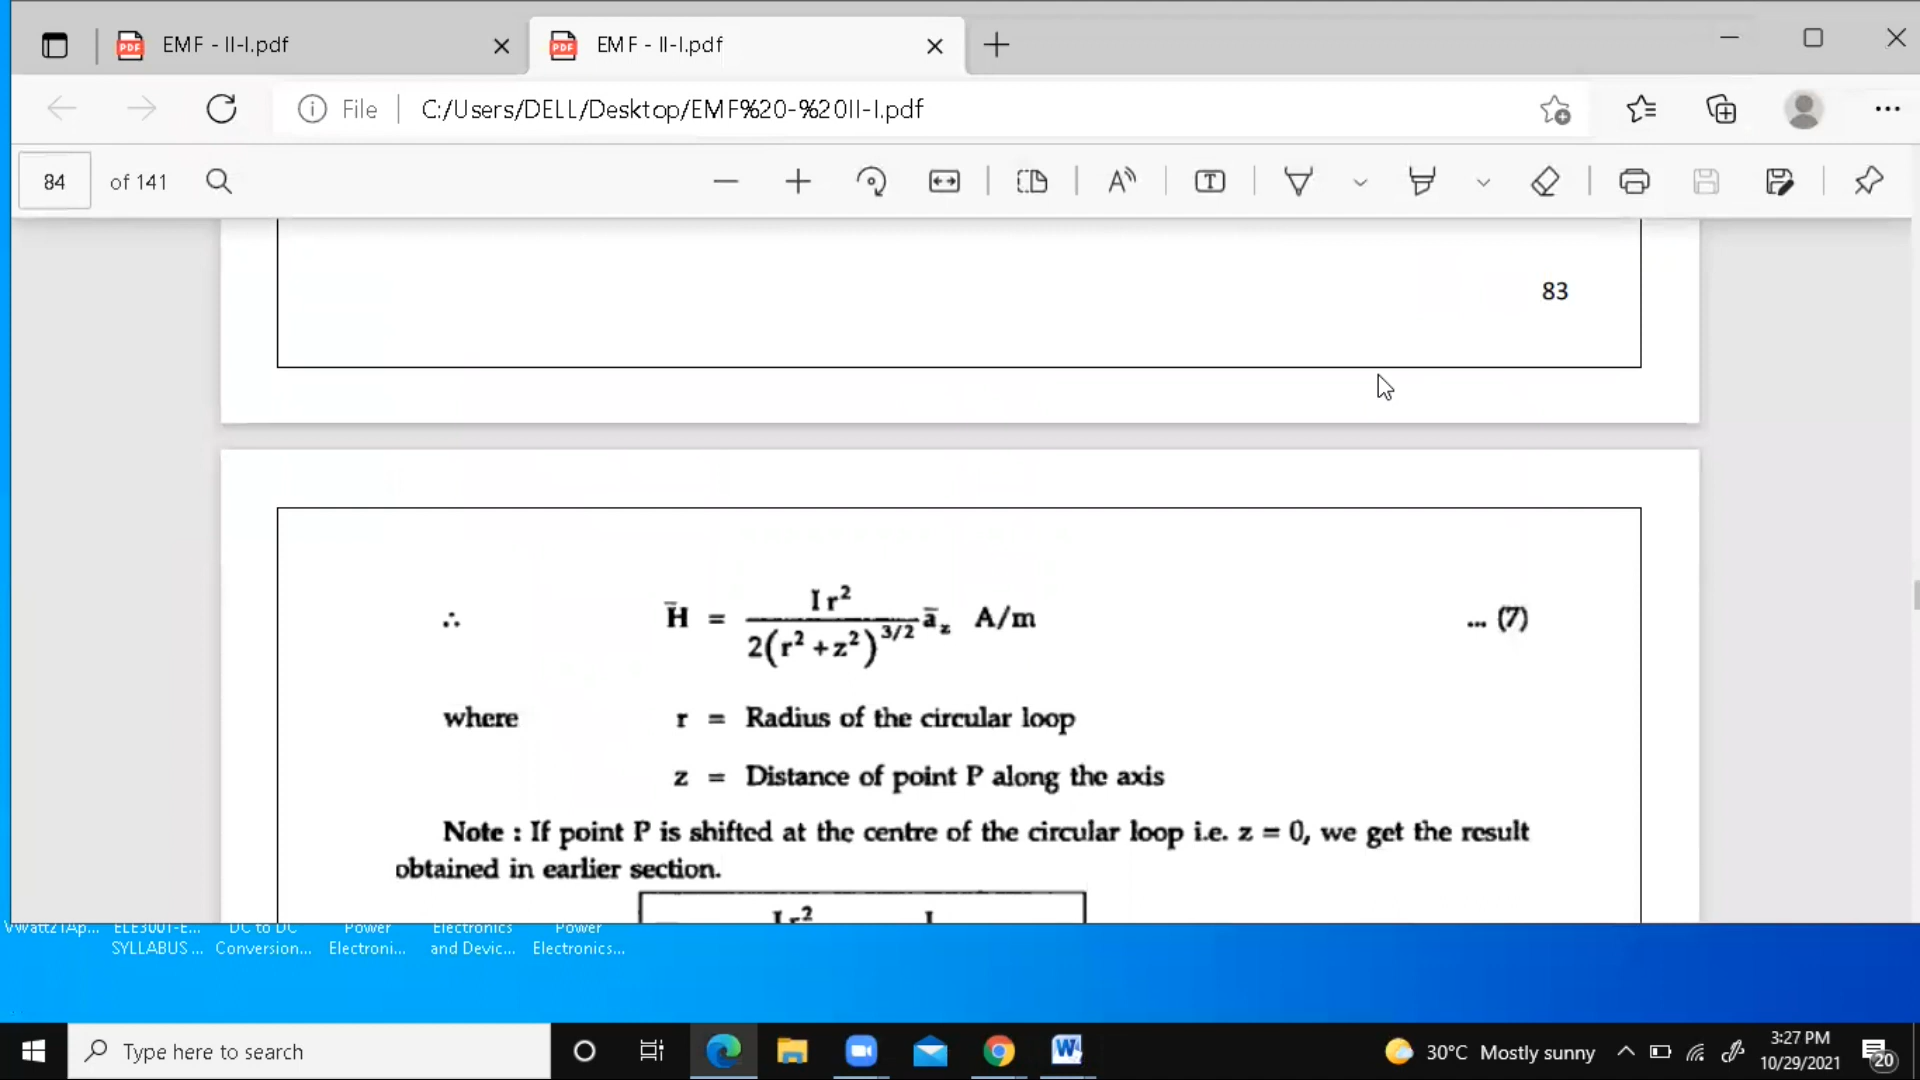 EMF - II-I.pdf
EMF - II-I.pdf
File
C:/Users/DELL/Desktop/EMF%20-%20II-I.pdf
84 of 141
83
∴ H̄ = I r² / 2(r² + z²)^3/2 ā_z A/m ... (7)
where r = Radius of the circular loop
z = Distance of point P along the axis
Note : If point P is shifted at the centre of the circular loop i.e. z = 0, we get the result
obtained in earlier section.
I r² I
Vwatt21Ap... ELE3001-E... DC to DC Power Electronics Power
SYLLABUS ... Conversion... Electroni... and Devic... Electronics...
Type here to search
30°C Mostly sunny
3:27 PM
10/29/2021
20